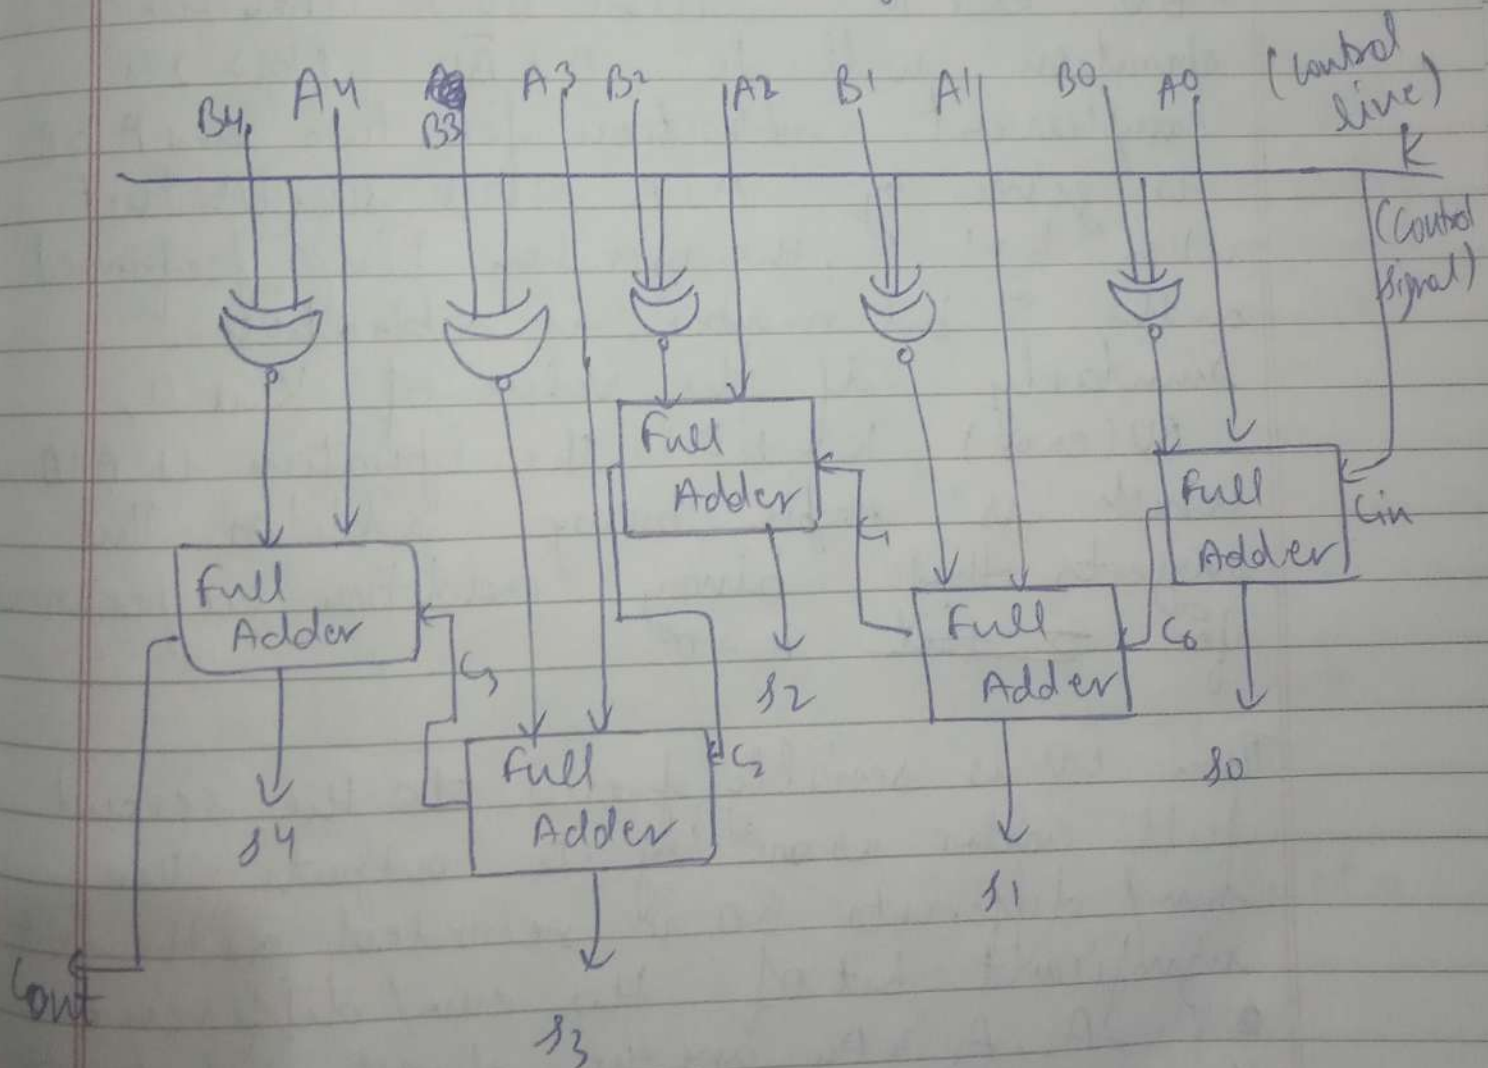 B4 A4 B3 A3 B2 A2 B1 A1 B0 A0 (Control
line)
K
(Control
signal)
Full
Adder
Full
Adder
Cin
C1
Full
Adder
C0
Full
Adder
C3
S2
Full
Adder
C2
S0
S4
S1
Cout
S3